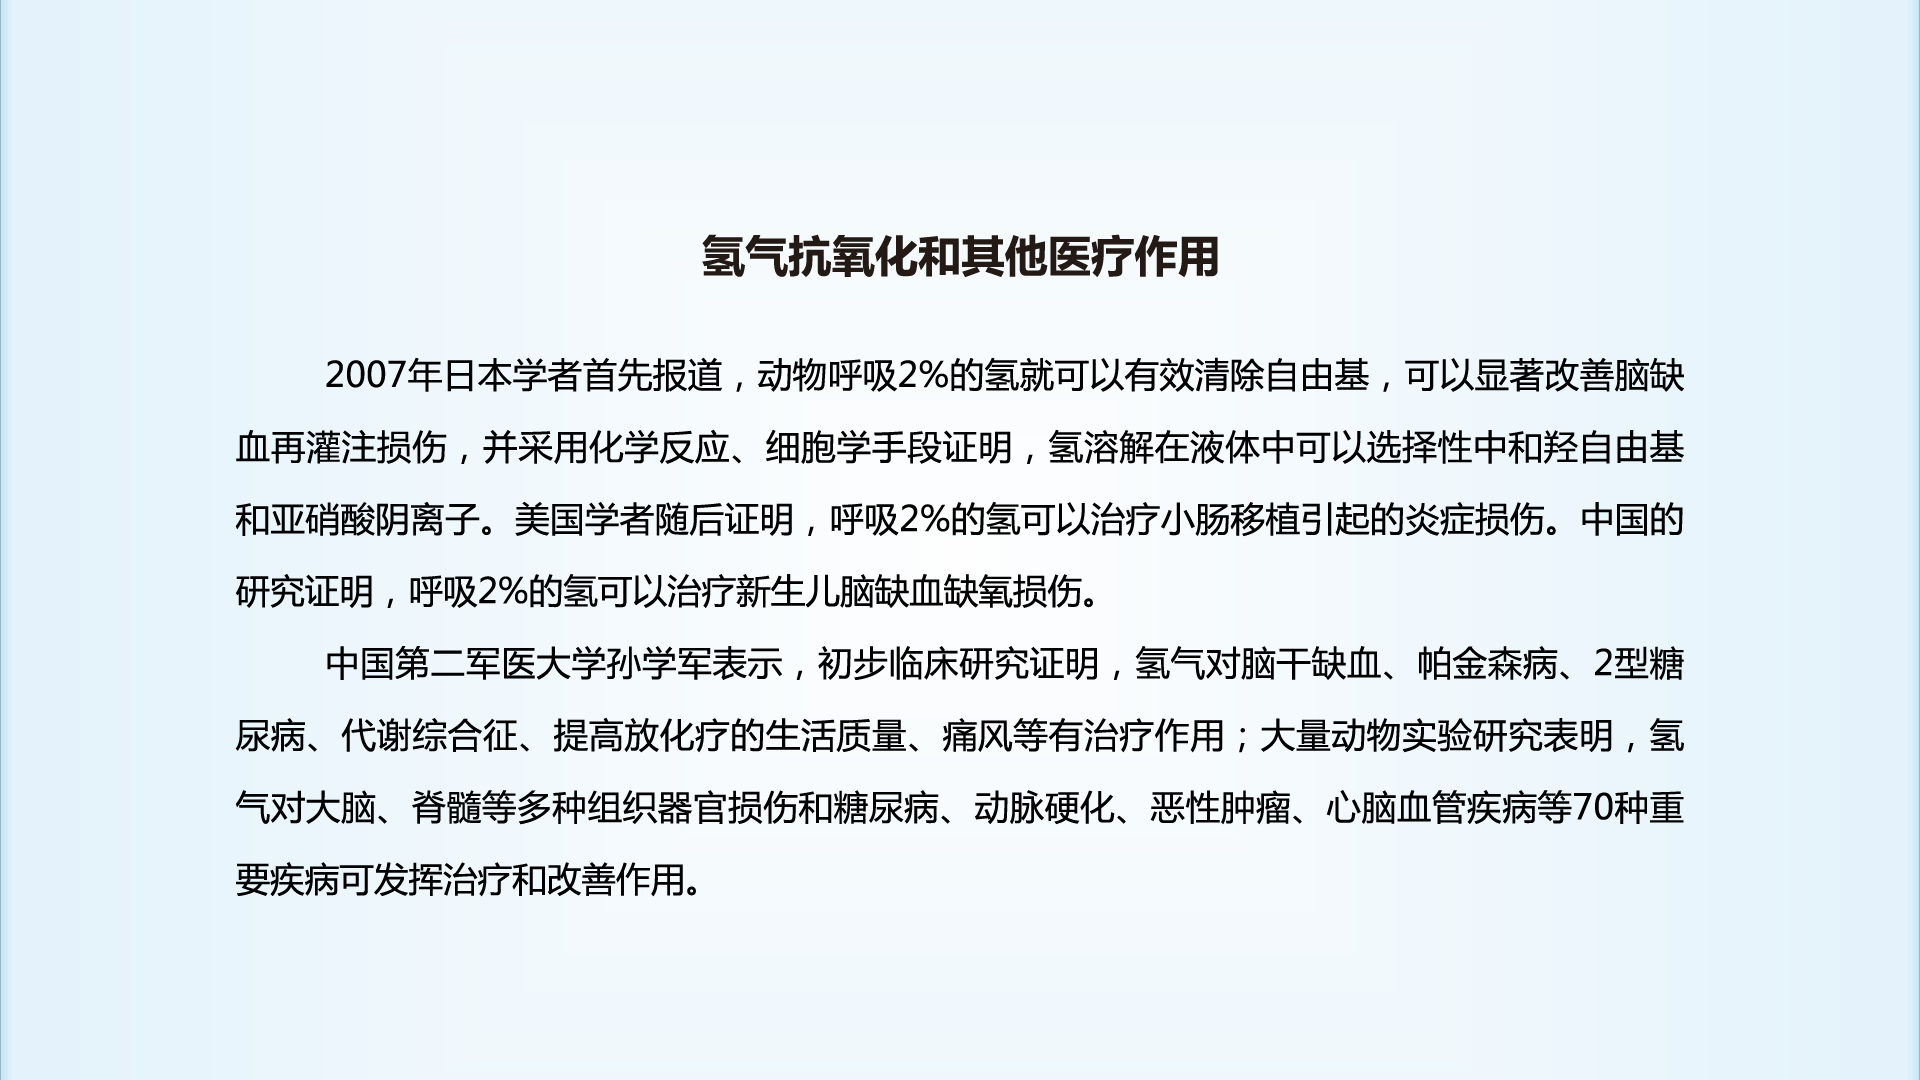 氢气抗氧化和其他医疗作用
2007年日本学者首先报道，动物呼吸2%的氢就可以有效清除自由基，可以显著改善脑缺
血再灌注损伤，并采用化学反应、细胞学手段证明，氢溶解在液体中可以选择性中和羟自由基
和亚硝酸阴离子。美国学者随后证明，呼吸2%的氢可以治疗小肠移植引起的炎症损伤。中国的
研究证明，呼吸2%的氢可以治疗新生儿脑缺血缺氧损伤。
中国第二军医大学孙学军表示，初步临床研究证明，氢气对脑干缺血、帕金森病、2型糖
尿病、代谢综合征、提高放化疗的生活质量、痛风等有治疗作用；大量动物实验研究表明，氢
气对大脑、脊髓等多种组织器官损伤和糖尿病、动脉硬化、恶性肿瘤、心脑血管疾病等70种重
要疾病可发挥治疗和改善作用。